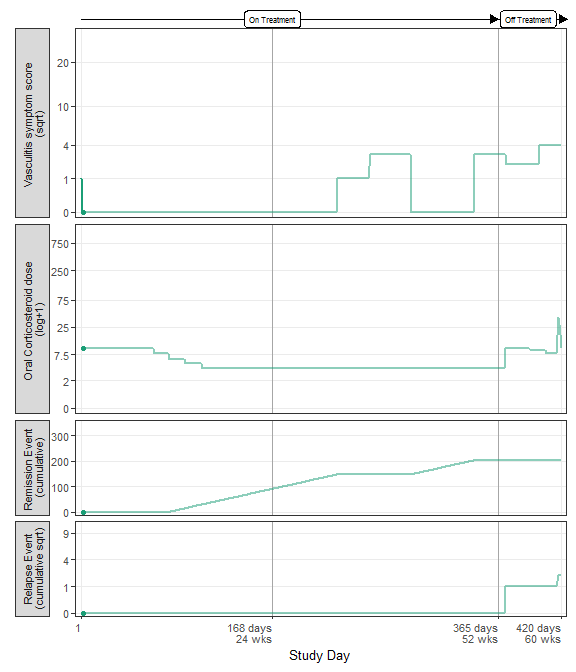 On Treatment
Off Treatment
Vasculitis symptom score
(sqrt)
20
10
4
1
0
Oral Corticosteroid dose
(log+1)
750
250
75
25
7.5
2
0
Remission Event
(cumulative)
300
200
100
0
Relapse Event
(cumulative sqrt)
9
4
1
0
1
168 days
24 wks
365 days
52 wks
420 days
60 wks
Study Day